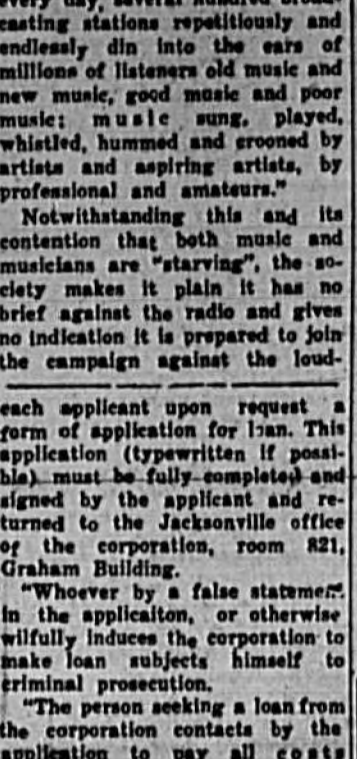 every day, several hundred broad-
casting stations repetitiously and
endlessly din into the ears of
millions of listeners old music and
new music, good music and poor
music; music sung, played,
whistled, hummed and crooned by
artists and aspiring artists, by
professional and amateurs."
Notwithstanding this and its
contention that both music and
musicians are "starving", the so-
ciety makes it plain it has no
brief against the radio and gives
no indication it is prepared to join
the campaign against the loud-
each applicant upon request a
form of application for loan. This
application (typewritten if possi-
ble) must be fully completed and
signed by the applicant and re-
turned to the Jacksonville office
of the corporation, room 821,
Graham Building.
"Whoever by a false statement
in the applicaiton, or otherwise
wilfully induces the corporation to
make loan subjects himself to
criminal prosecution.
"The person seeking a loan from
the corporation contacts by the
application to pay all costs